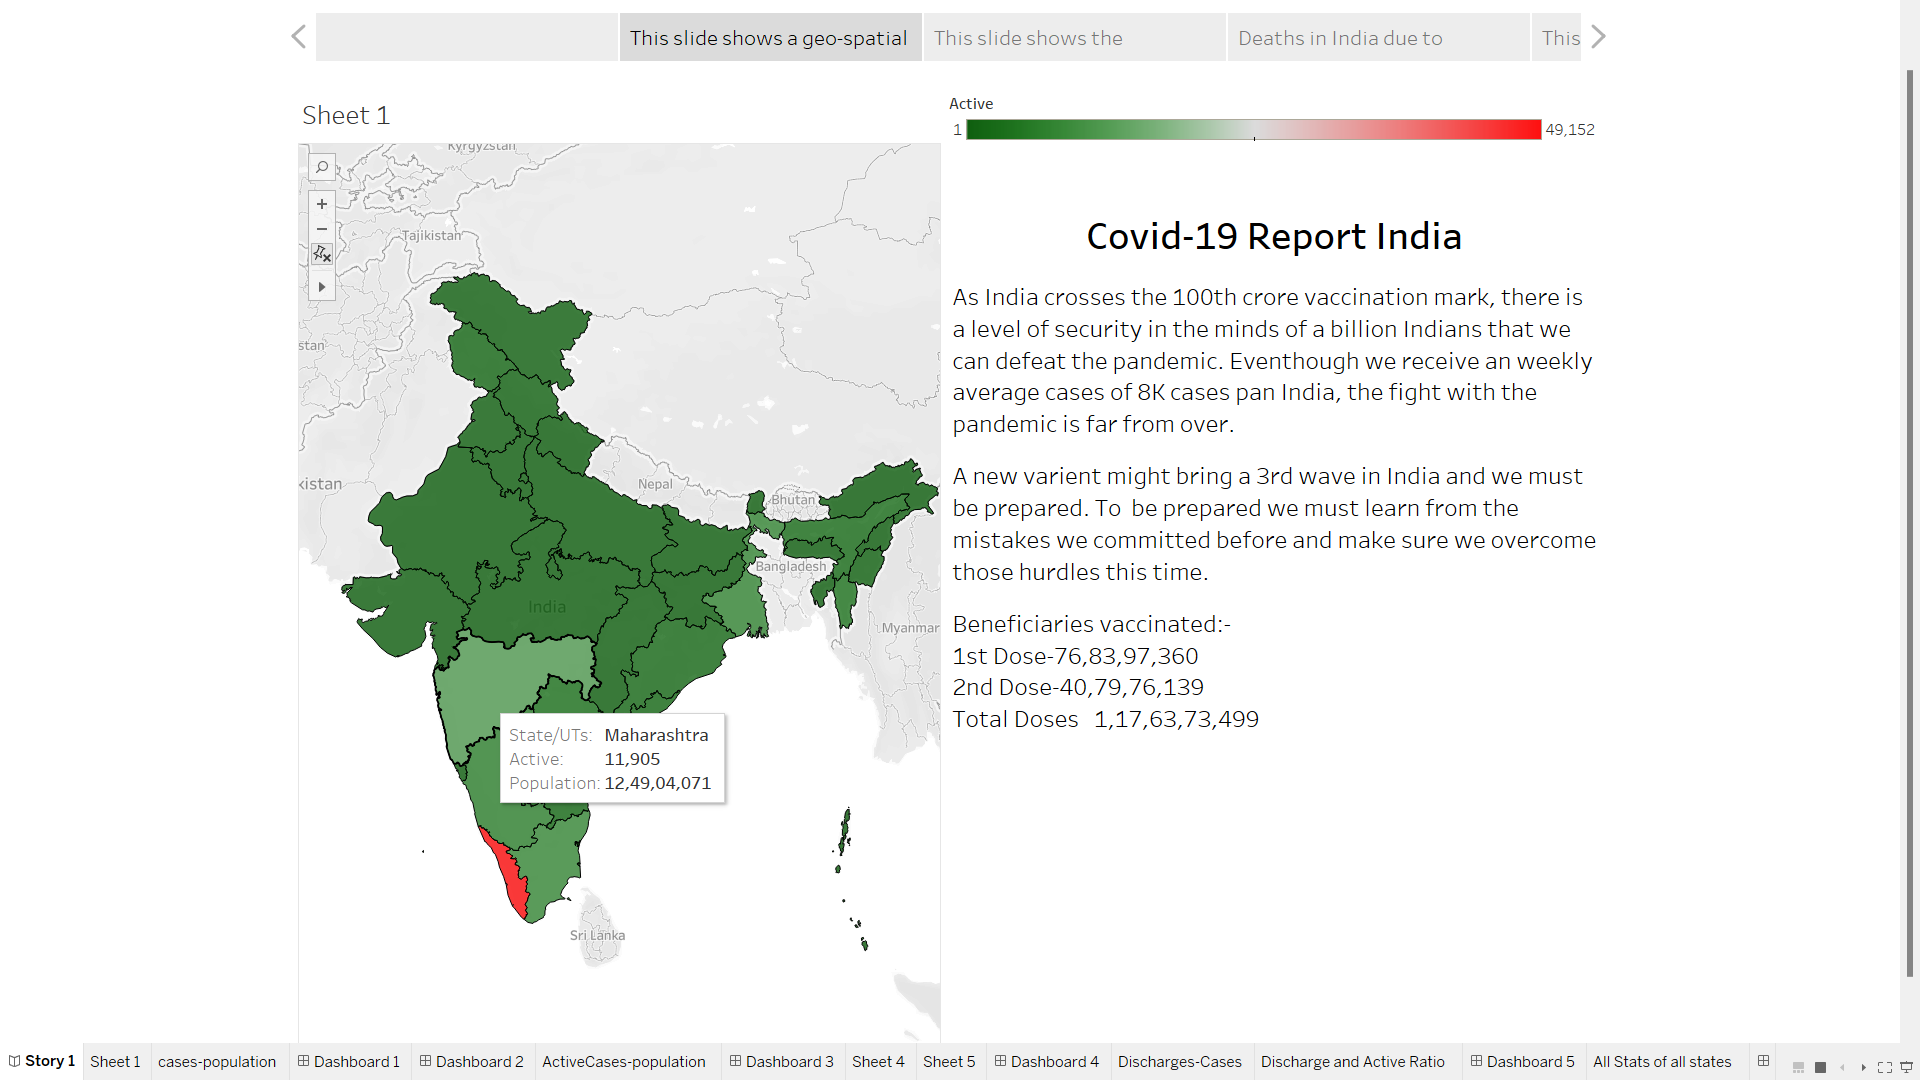 This slide shows a geo-spatial
This slide shows the
Deaths in India due to
This
Sheet 1
Active
1
49,152
Kyrgyzstan
Tajikistan
stan
kistan
Nepal
Bhutan
Bangladesh
India
Myanmar
Sri Lanka
State/UTs: Maharashtra
Active: 11,905
Population: 12,49,04,071
Covid-19 Report India
As India crosses the 100th crore vaccination mark, there is
a level of security in the minds of a billion Indians that we
can defeat the pandemic. Eventhough we receive an weekly
average cases of 8K cases pan India, the fight with the
pandemic is far from over.
A new varient might bring a 3rd wave in India and we must
be prepared. To  be prepared we must learn from the
mistakes we committed before and make sure we overcome
those hurdles this time.
Beneficiaries vaccinated:-
1st Dose-76,83,97,360
2nd Dose-40,79,76,139
Total Doses   1,17,63,73,499
Story 1
Sheet 1
cases-population
Dashboard 1
Dashboard 2
ActiveCases-population
Dashboard 3
Sheet 4
Sheet 5
Dashboard 4
Discharges-Cases
Discharge and Active Ratio
Dashboard 5
All Stats of all states